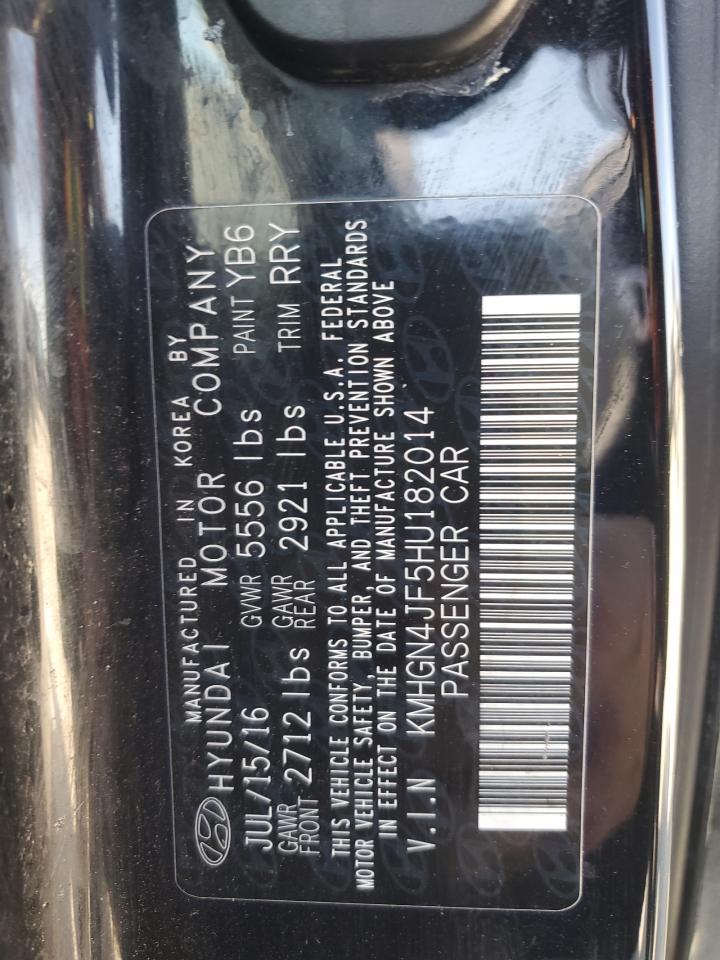 MANUFACTURED IN KOREA BY
HYUNDAI MOTOR COMPANY
JUL/15/16 GVWR 5556 lbs PAINT YB6
GAWR FRONT 2712 lbs GAWR REAR 2921 lbs TRIM RRY
THIS VEHICLE CONFORMS TO ALL APPLICABLE U.S.A. FEDERAL
MOTOR VEHICLE SAFETY, BUMPER, AND THEFT PREVENTION STANDARDS
IN EFFECT ON THE DATE OF MANUFACTURE SHOWN ABOVE
V.I.N KMHGN4JF5HU182014
PASSENGER CAR